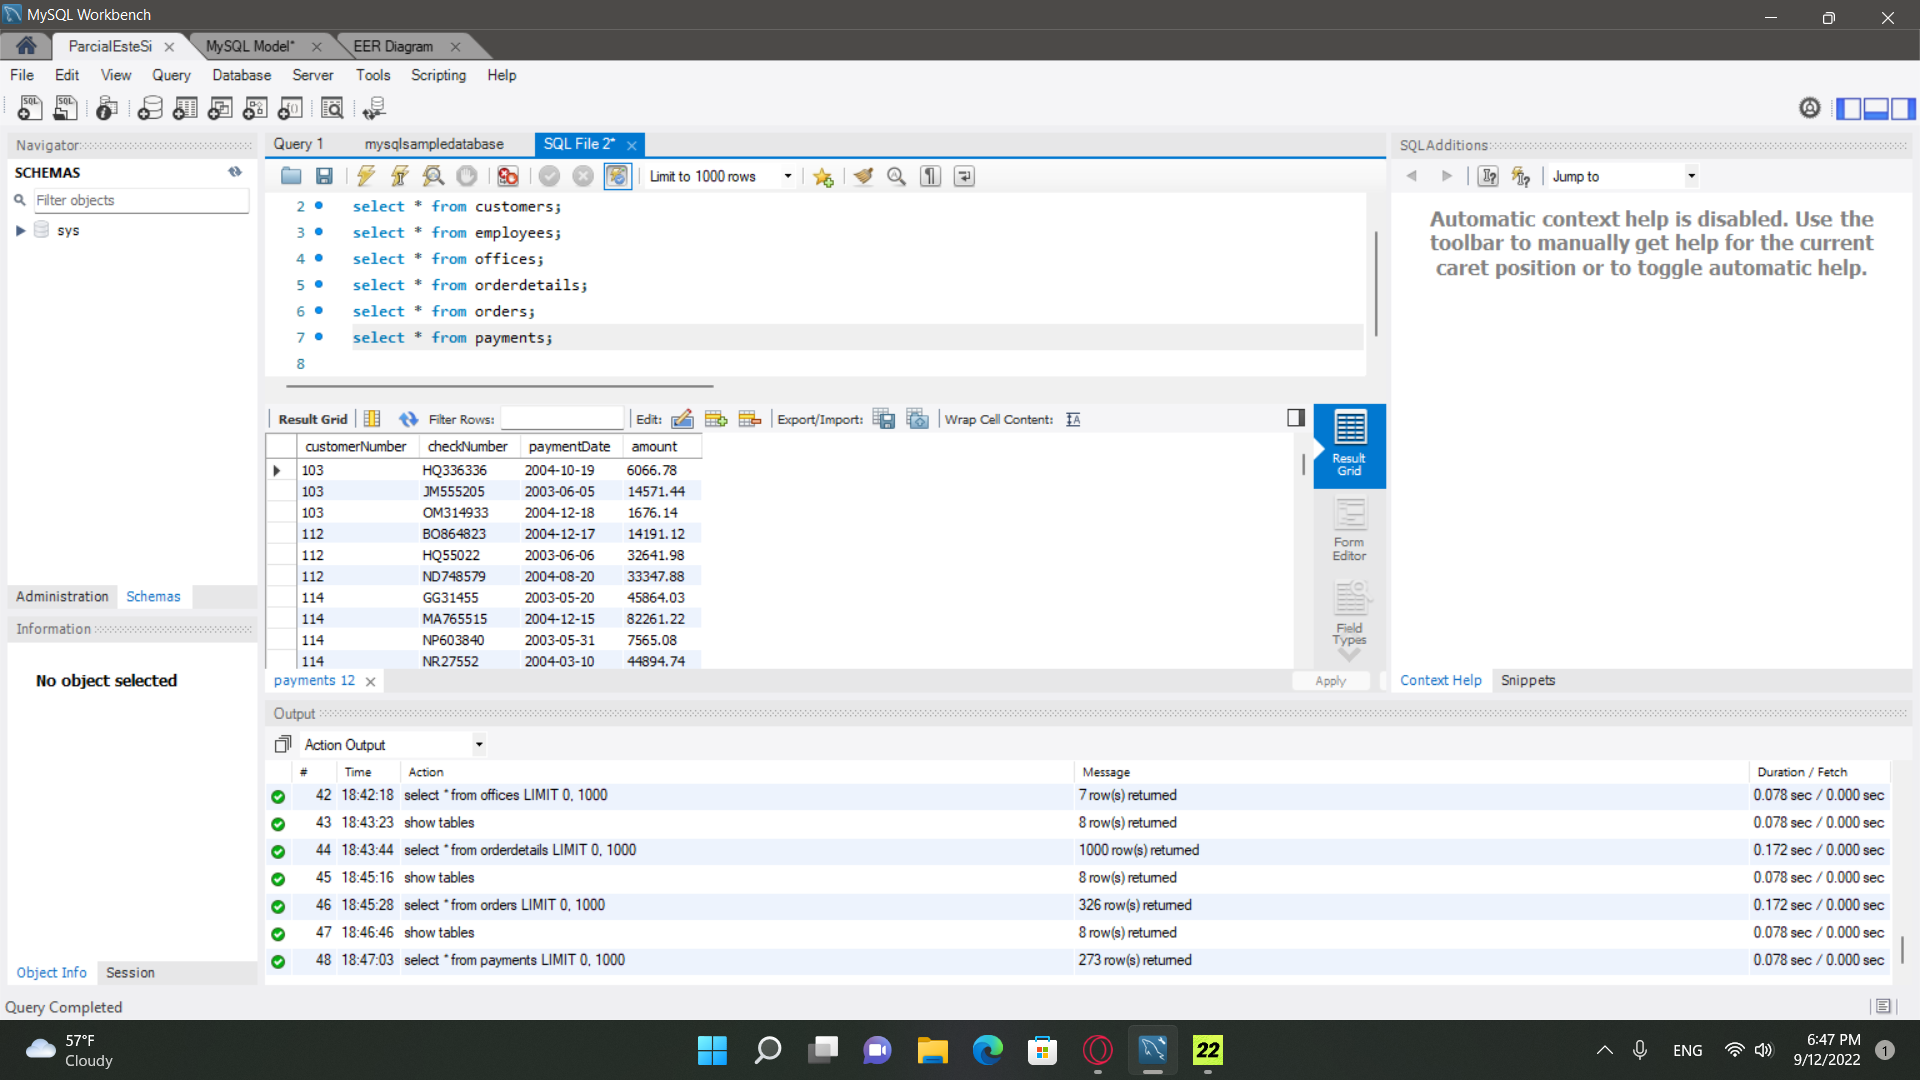 MySQL Workbench
ParcialEsteSi
MySQL Model*
EER Diagram
File Edit View Query Database Server Tools Scripting Help
Navigator
SCHEMAS
Filter objects
sys
Administration Schemas
Information
No object selected
Object Info Session
Query 1 mysqlsampledatabase SQL File 2*
Limit to 1000 rows
2 select * from customers;
3 select * from employees;
4 select * from offices;
5 select * from orderdetails;
6 select * from orders;
7 select * from payments;
8
Result Grid Filter Rows: Edit: Export/Import: Wrap Cell Content:
customerNumber checkNumber paymentDate amount
103 HQ336336 2004-10-19 6066.78
103 JM555205 2003-06-05 14571.44
103 OM314933 2004-12-18 1676.14
112 BO864823 2004-12-17 14191.12
112 HQ55022 2003-06-06 32641.98
112 ND748579 2004-08-20 33347.88
114 GG31455 2003-05-20 45864.03
114 MA765515 2004-12-15 82261.22
114 NP603840 2003-05-31 7565.08
114 NR27552 2004-03-10 44894.74
Result
Grid
Form
Editor
Field
Types
payments 12
Apply
SQLAdditions
Jump to
Automatic context help is disabled. Use the
toolbar to manually get help for the current
caret position or to toggle automatic help.
Context Help Snippets
Output
Action Output
# Time Action Message Duration / Fetch
42 18:42:18 select * from offices LIMIT 0, 1000 7 row(s) returned 0.078 sec / 0.000 sec
43 18:43:23 show tables 8 row(s) returned 0.078 sec / 0.000 sec
44 18:43:44 select * from orderdetails LIMIT 0, 1000 1000 row(s) returned 0.172 sec / 0.000 sec
45 18:45:16 show tables 8 row(s) returned 0.078 sec / 0.000 sec
46 18:45:28 select * from orders LIMIT 0, 1000 326 row(s) returned 0.172 sec / 0.000 sec
47 18:46:46 show tables 8 row(s) returned 0.078 sec / 0.000 sec
48 18:47:03 select * from payments LIMIT 0, 1000 273 row(s) returned 0.078 sec / 0.000 sec
Query Completed
57°F
Cloudy
22
ENG
6:47 PM
9/12/2022
1